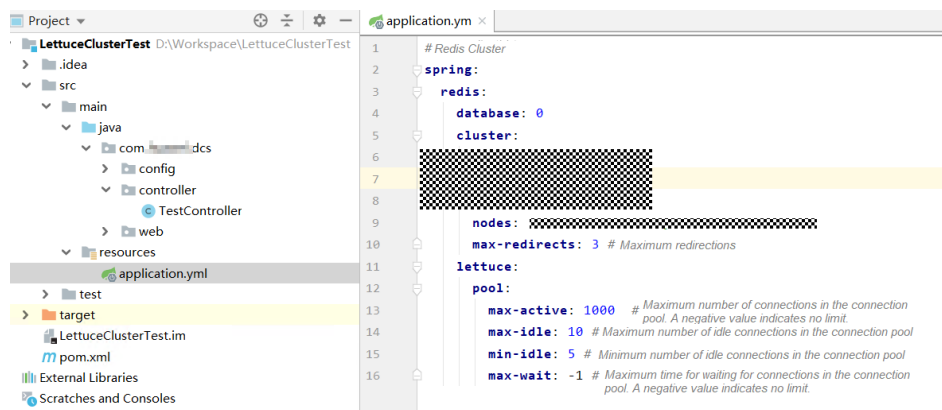 Project
LettuceClusterTest D:\Workspace\LettuceClusterTest
.idea
src
main
java
com. dcs
config
controller
TestController
web
resources
application.yml
test
target
LettuceClusterTest.im
pom.xml
External Libraries
Scratches and Consoles
application.ym
1 # Redis Cluster
2 spring:
3 redis:
4 database: 0
5 cluster:
6
7
8
9 nodes:
10 max-redirects: 3 # Maximum redirections
11 lettuce:
12 pool:
13 max-active: 1000 # Maximum number of connections in the connection
pool. A negative value indicates no limit.
14 max-idle: 10 # Maximum number of idle connections in the connection pool
15 min-idle: 5 # Minimum number of idle connections in the connection pool
16 max-wait: -1 # Maximum time for waiting for connections in the connection
pool. A negative value indicates no limit.